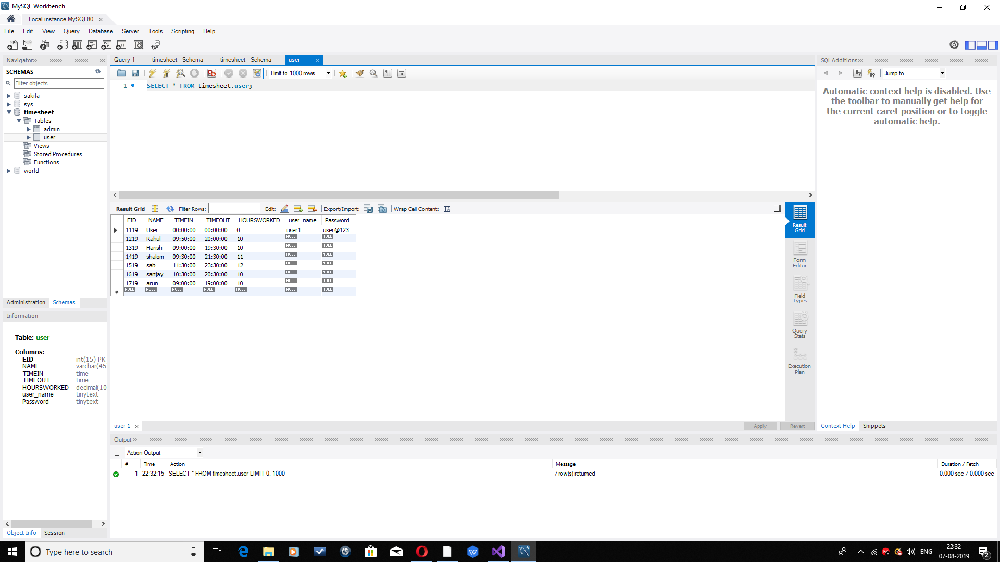 MySQL Workbench
Local instance MySQL80
File Edit View Query Database Server Tools Scripting Help
Navigator
SCHEMAS
Filter objects
sakila
sys
timesheet
Tables
admin
user
Views
Stored Procedures
Functions
world
Administration Schemas
Information
Table: user
Columns:
EID int(15) PK
NAME varchar(45)
TIMEIN time
TIMEOUT time
HOURSWORKED decimal(10,
user_name tinytext
Password tinytext
Object Info Session
Query 1 timesheet - Schema timesheet - Schema user
Limit to 1000 rows
1 SELECT * FROM timesheet.user;
Result Grid Filter Rows: Edit: Export/Import: Wrap Cell Content:
EID NAME TIMEIN TIMEOUT HOURSWORKED user_name Password
1119 User 00:00:00 00:00:00 0 user1 user@123
1219 Rahul 09:50:00 20:00:00 10 NULL NULL
1319 Harish 09:00:00 19:30:00 10 NULL NULL
1419 shalom 09:30:00 21:30:00 11 NULL NULL
1519 sab 11:30:00 23:30:00 12 NULL NULL
1619 sanjay 10:30:00 20:30:00 10 NULL NULL
1719 arun 09:00:00 19:00:00 10 NULL NULL
NULL NULL NULL NULL NULL NULL NULL
Result Grid
Form Editor
Field Types
Query Stats
Execution Plan
user 1
Apply Revert
Output
Action Output
# Time Action Message Duration / Fetch
1 22:32:15 SELECT * FROM timesheet.user LIMIT 0, 1000 7 row(s) returned 0.000 sec / 0.000 sec
SQLAdditions
Jump to
Automatic context help is disabled. Use
the toolbar to manually get help for
the current caret position or to toggle
automatic help.
Context Help Snippets
Type here to search
ENG
22:32
07-08-2019
2